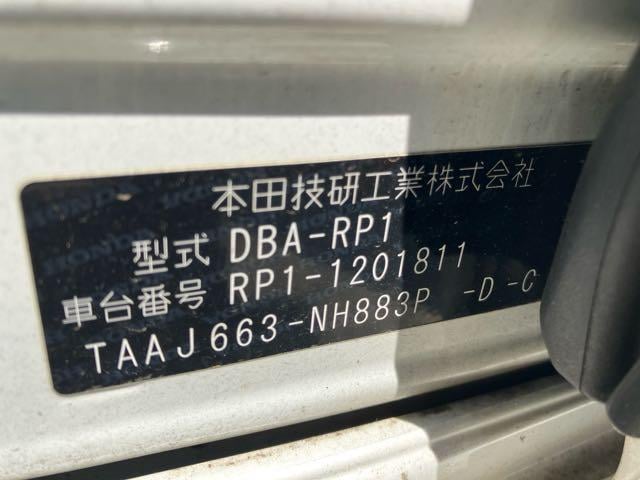 本田技研工業株式会社
型式 DBA-RP1
車台番号 RP1-1201811
TAAJ663-NH883P -D-C